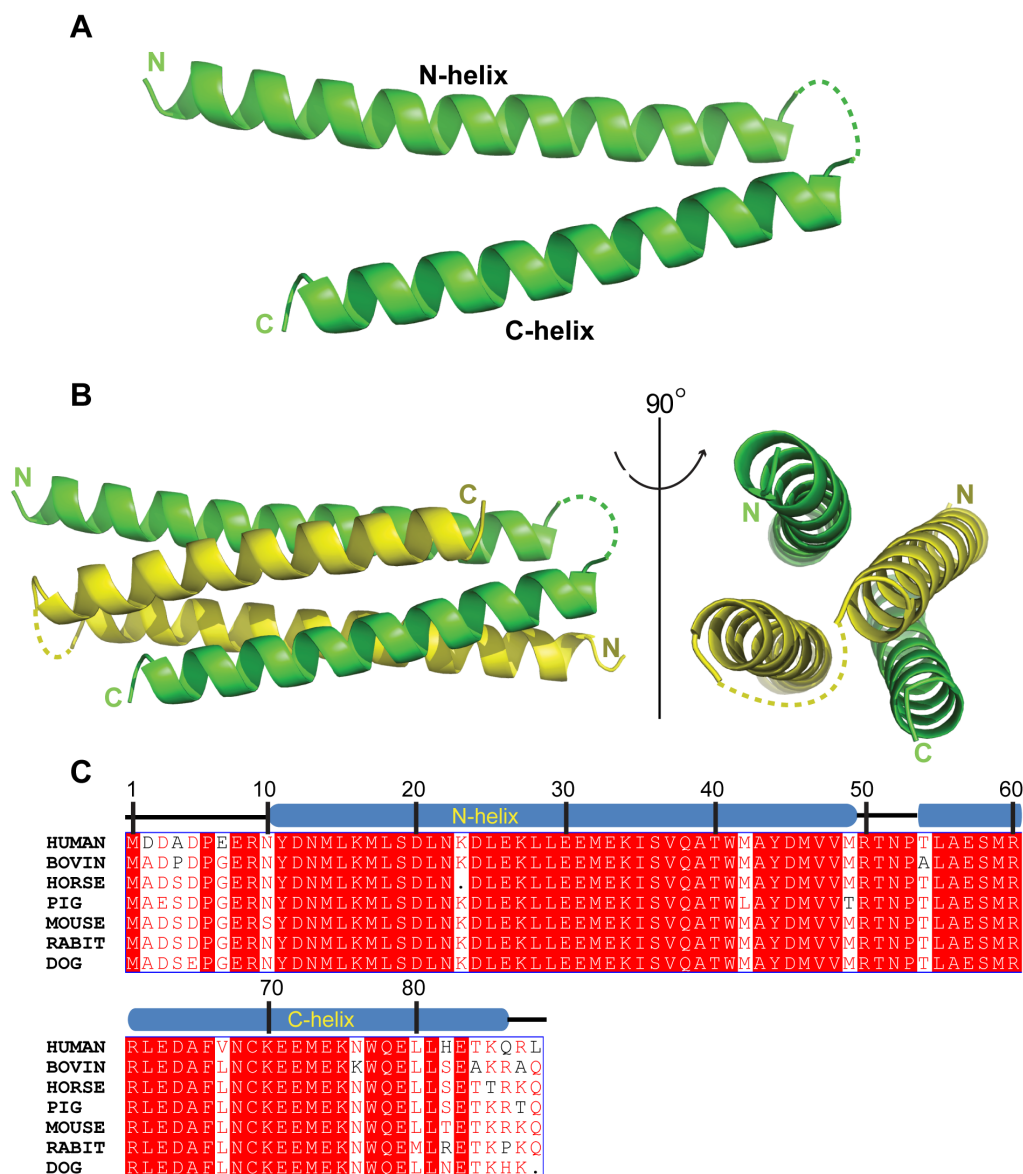 A
N
N-helix
C
C-helix
B
90°
N
C
N
N
C
N
C
C
1 10 20 30 40 50 60
N-helix
HUMAN MDDADPEERNYDNMLKMLSDLNKDLEKLLEEMEKISVQATWMAYDMVVMRTNPTLAESMR
BOVIN MADPDPGERNYDNMLKMLSDLNKDLEKLLEEMEKISVQATWMAYDMVVMRTNPALAESMR
HORSE MADSDPGERNYDNMLKMLSDLN.DLEKLLEEMEKISVQATWMAYDMVVMRTNPTLAESMR
PIG MAESDPGERNYDNMLKMLSDLNKDLEKLLEEMEKISVQATWLAYDMVVTRTNPTLAESMR
MOUSE MADSDPGERSYDNMLKMLSDLNKDLEKLLEEMEKISVQATWMAYDMVVMRTNPTLAESMR
RABIT MADSDPGERNYDNMLKMLSDLNKDLEKLLEEMEKISVQATWMAYDMVVMRTNPTLAESMR
DOG MADSEPGERNYDNMLKMLSDLNKDLEKLLEEMEKISVQATWMAYDMVVMRTNPTLAESMR
70 80
C-helix
HUMAN RLEDAFVNCKEEMEKNWQELLHETKQRL
BOVIN RLEDAFLNCKEEMEKKWQELLSEAKRAQ
HORSE RLEDAFLNCKEEMEKNWQELLSETTRKQ
PIG RLEDAFLNCKEEMEKNWQELLSETKRTQ
MOUSE RLEDAFLNCKEEMEKNWQELLTETKRKQ
RABIT RLEDAFLNCKEEMEKNWQEMLRETKPKQ
DOG RLEDAFLNCKEEMEKNWQELLNETKHK.